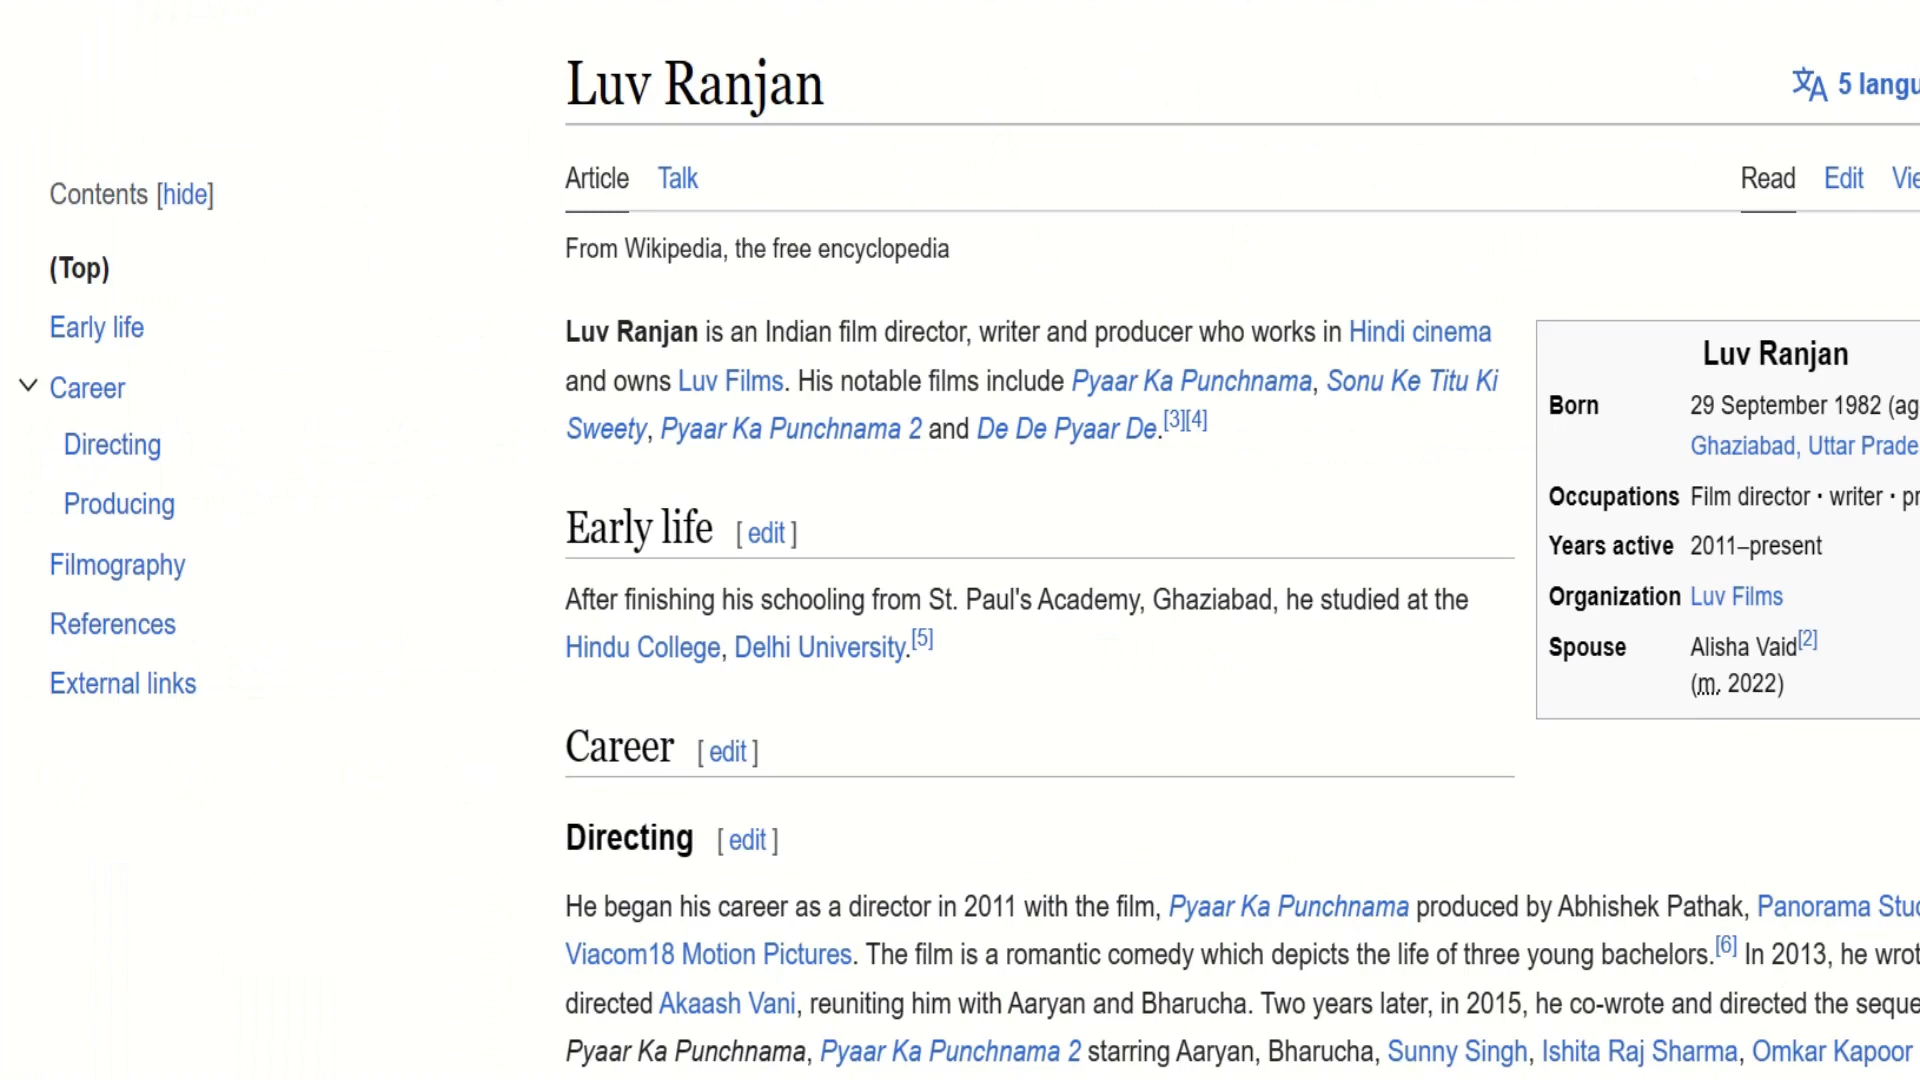 Luv Ranjan
5 langu
Article Talk
Read Edit Vie
Contents [hide]
(Top)
Early life
Career
Directing
Producing
Filmography
References
External links
From Wikipedia, the free encyclopedia
Luv Ranjan is an Indian film director, writer and producer who works in Hindi cinema
and owns Luv Films. His notable films include Pyaar Ka Punchnama, Sonu Ke Titu Ki
Sweety, Pyaar Ka Punchnama 2 and De De Pyaar De.[3][4]
Luv Ranjan
Born 29 September 1982 (ag
Ghaziabad, Uttar Prade
Occupations Film director · writer · pr
Years active 2011–present
Organization Luv Films
Spouse Alisha Vaid[2]
(m. 2022)
Early life [ edit ]
After finishing his schooling from St. Paul's Academy, Ghaziabad, he studied at the
Hindu College, Delhi University.[5]
Career [ edit ]
Directing [ edit ]
He began his career as a director in 2011 with the film, Pyaar Ka Punchnama produced by Abhishek Pathak, Panorama Stud
Viacom18 Motion Pictures. The film is a romantic comedy which depicts the life of three young bachelors.[6] In 2013, he wrot
directed Akaash Vani, reuniting him with Aaryan and Bharucha. Two years later, in 2015, he co-wrote and directed the seque
Pyaar Ka Punchnama, Pyaar Ka Punchnama 2 starring Aaryan, Bharucha, Sunny Singh, Ishita Raj Sharma, Omkar Kapoor